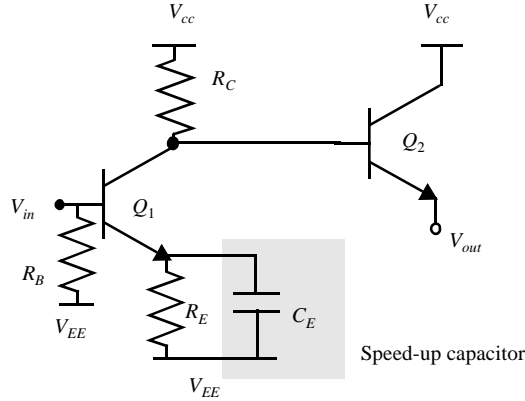 V_cc
V_cc
R_C
Q_2
V_in
Q_1
V_out
R_B
R_E
C_E
V_EE
Speed-up capacitor
V_EE